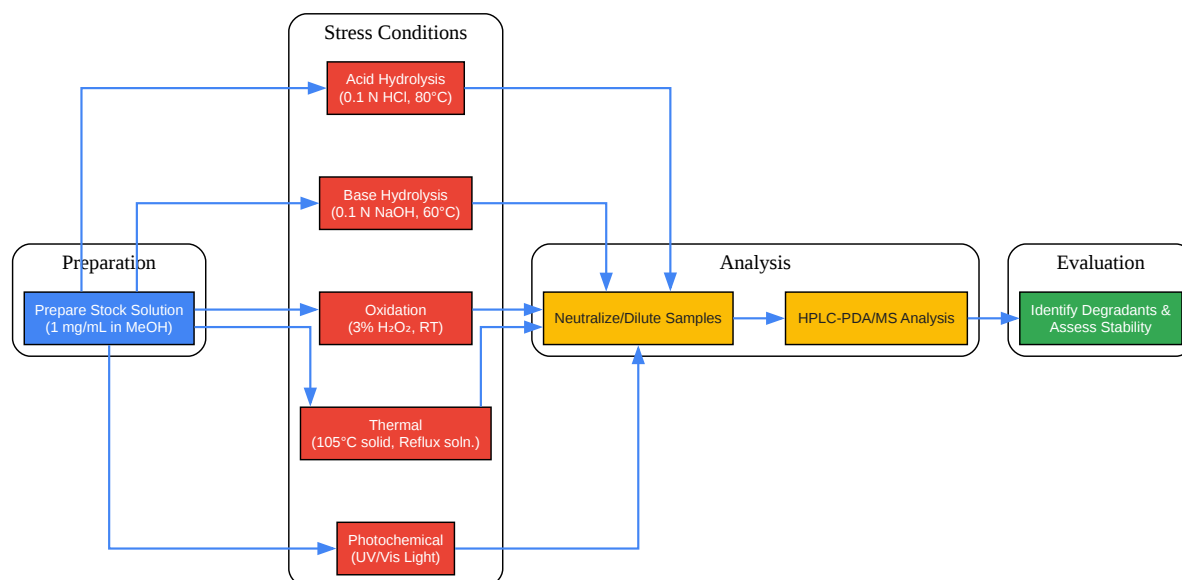 Stress Conditions
Acid Hydrolysis
(0.1 N HCl, 80°C)
Base Hydrolysis
(0.1 N NaOH, 60°C)
Preparation
Prepare Stock Solution
(1 mg/mL in MeOH)
Oxidation
(3% H₂O₂, RT)
Thermal
(105°C solid, Reflux soln.)
Photochemical
(UV/Vis Light)
Analysis
Neutralize/Dilute Samples
HPLC-PDA/MS Analysis
Evaluation
Identify Degradants &
Assess Stability